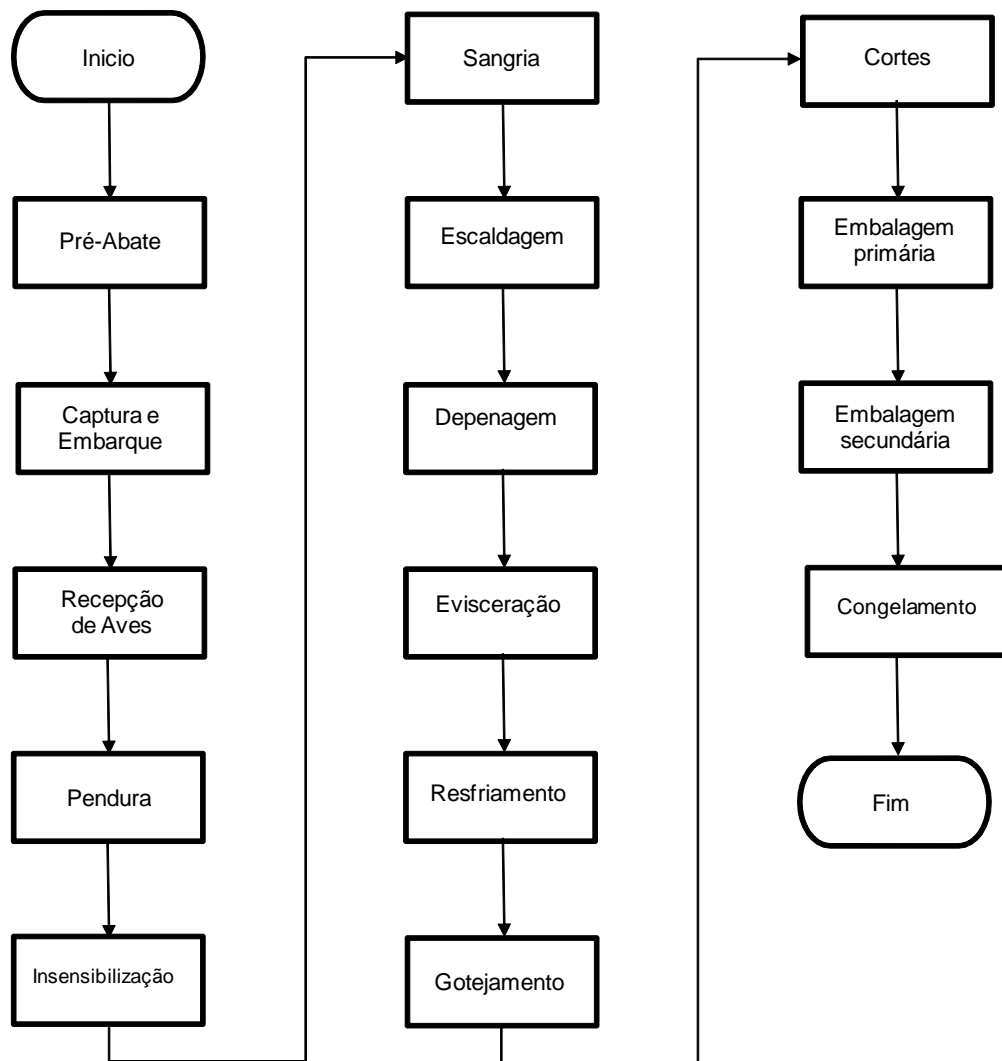 Inicio
Pré-Abate
Captura e
Embarque
Recepção
de Aves
Pendura
Insensibilização
Sangria
Escaldagem
Depenagem
Evisceração
Resfriamento
Gotejamento
Cortes
Embalagem
primária
Embalagem
secundária
Congelamento
Fim